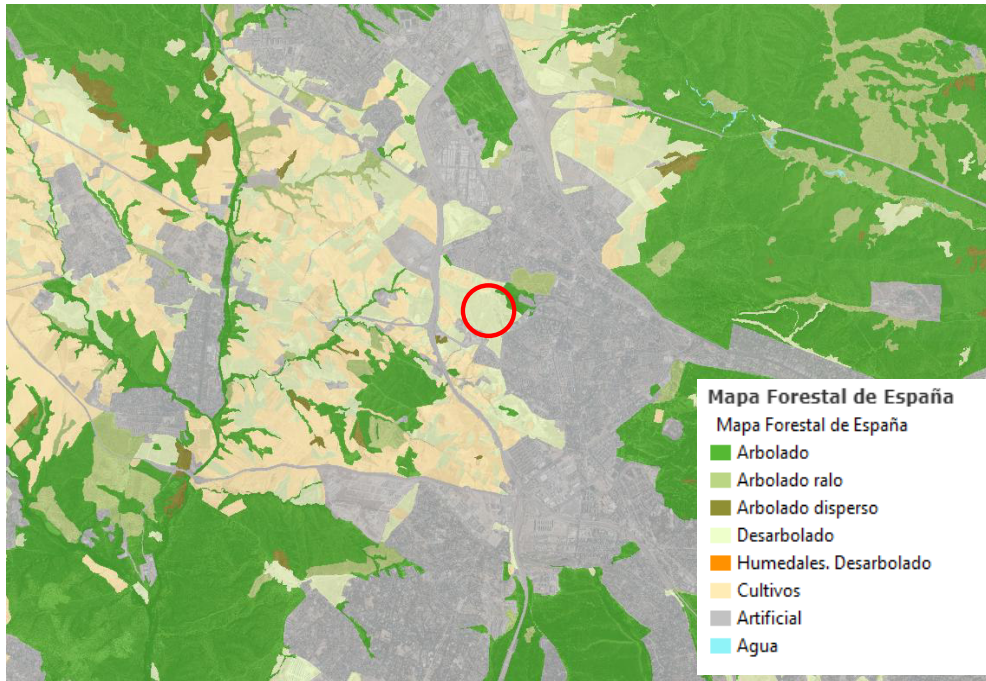 Mapa Forestal de España
Mapa Forestal de España
Arbolado
Arbolado ralo
Arbolado disperso
Desarbolado
Humedales. Desarbolado
Cultivos
Artificial
Agua